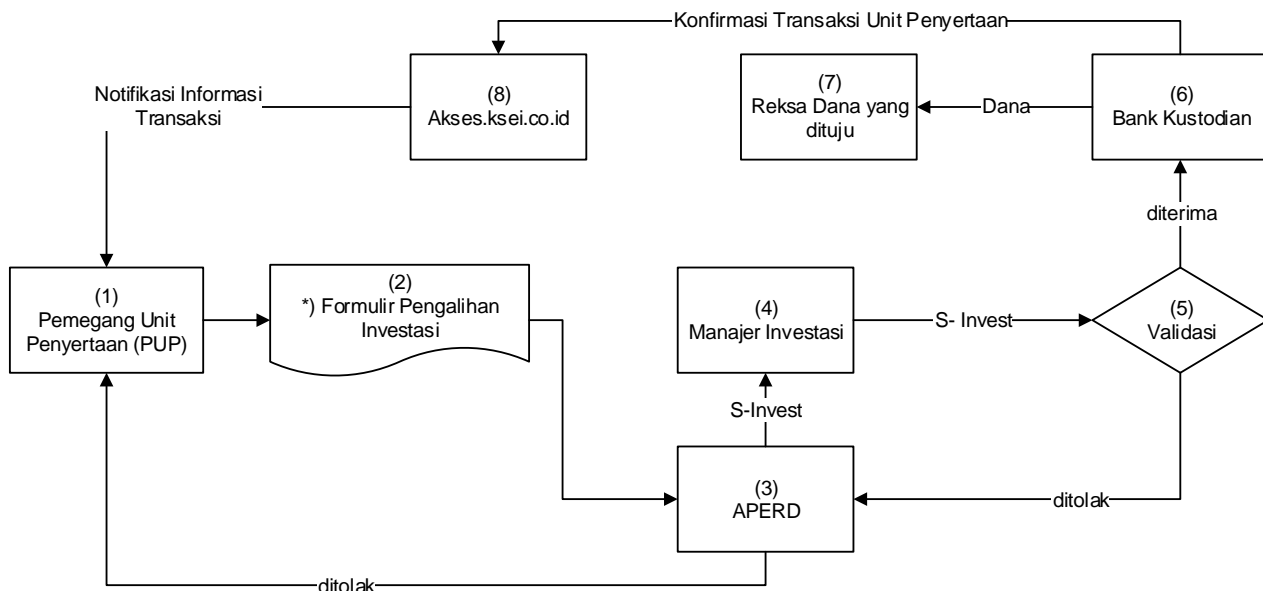 Konfirmasi Transaksi Unit Penyertaan
Notifikasi Informasi
Transaksi
(8)
Akses.ksei.co.id
(7)
Reksa Dana yang
dituju
Dana
(6)
Bank Kustodian
diterima
(1)
Pemegang Unit
Penyertaan (PUP)
(2)
*) Formulir Pengalihan
Investasi
(4)
Manajer Investasi
S- Invest
(5)
Validasi
S-Invest
(3)
APERD
ditolak
ditolak